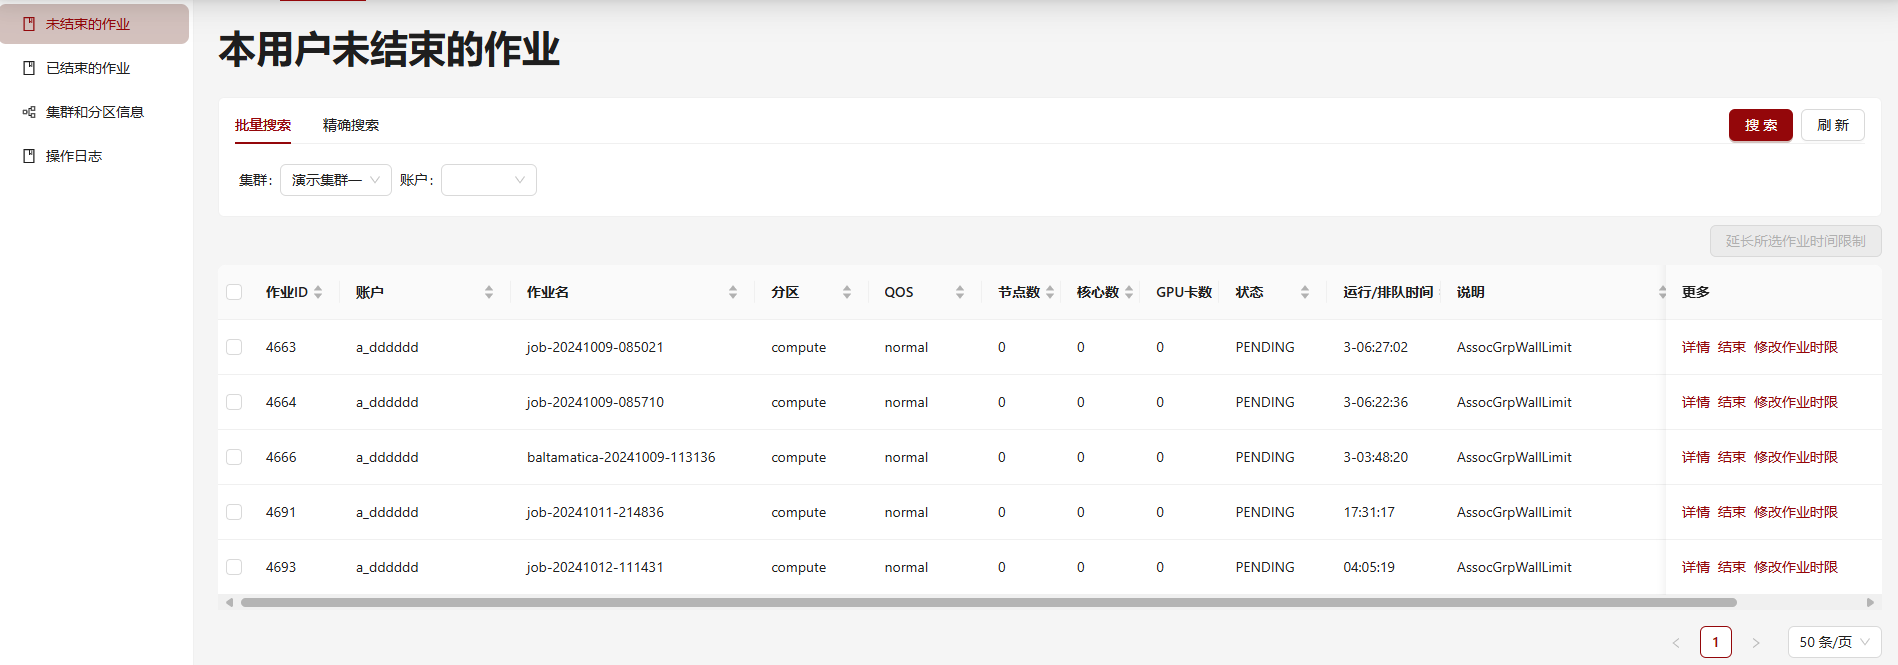 未结束的作业
已结束的作业
集群和分区信息
操作日志
本用户未结束的作业
批量搜索 精确搜索 搜 索 刷 新
集群: 演示集群一 账户:
延长所选作业时间限制
作业ID 账户 作业名 分区 QOS 节点数 核心数 GPU卡数 状态 运行/排队时间 说明 更多
4663 a_dddddd job-20241009-085021 compute normal 0 0 0 PENDING 3-06:27:02 AssocGrpWallLimit 详情 结束 修改作业时限
4664 a_dddddd job-20241009-085710 compute normal 0 0 0 PENDING 3-06:22:36 AssocGrpWallLimit 详情 结束 修改作业时限
4666 a_dddddd baltamatica-20241009-113136 compute normal 0 0 0 PENDING 3-03:48:20 AssocGrpWallLimit 详情 结束 修改作业时限
4691 a_dddddd job-20241011-214836 compute normal 0 0 0 PENDING 17:31:17 AssocGrpWallLimit 详情 结束 修改作业时限
4693 a_dddddd job-20241012-111431 compute normal 0 0 0 PENDING 04:05:19 AssocGrpWallLimit 详情 结束 修改作业时限
1 50 条/页